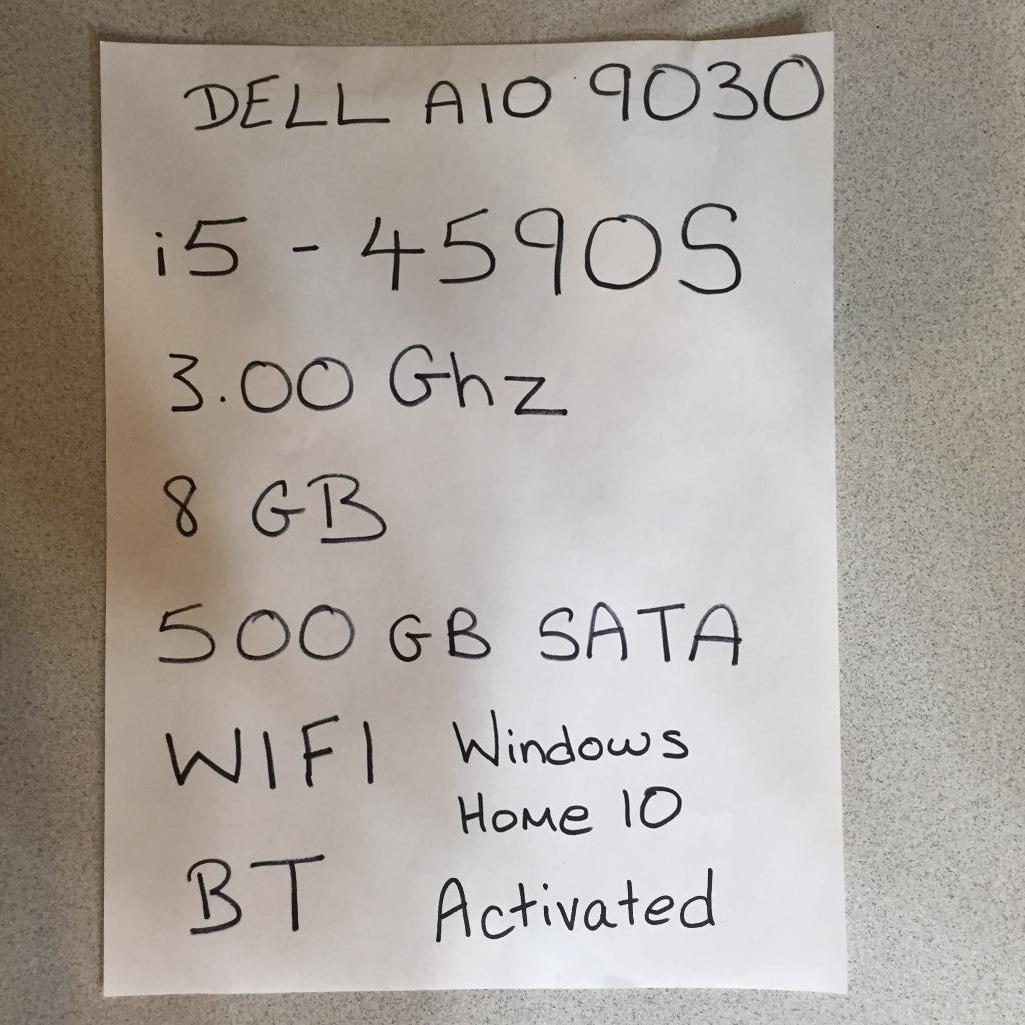 DELL AIO 9030
i5 - 4590S
3.00 Ghz
8 GB
500 GB SATA
WIFI
Windows
Home 10
BT
Activated